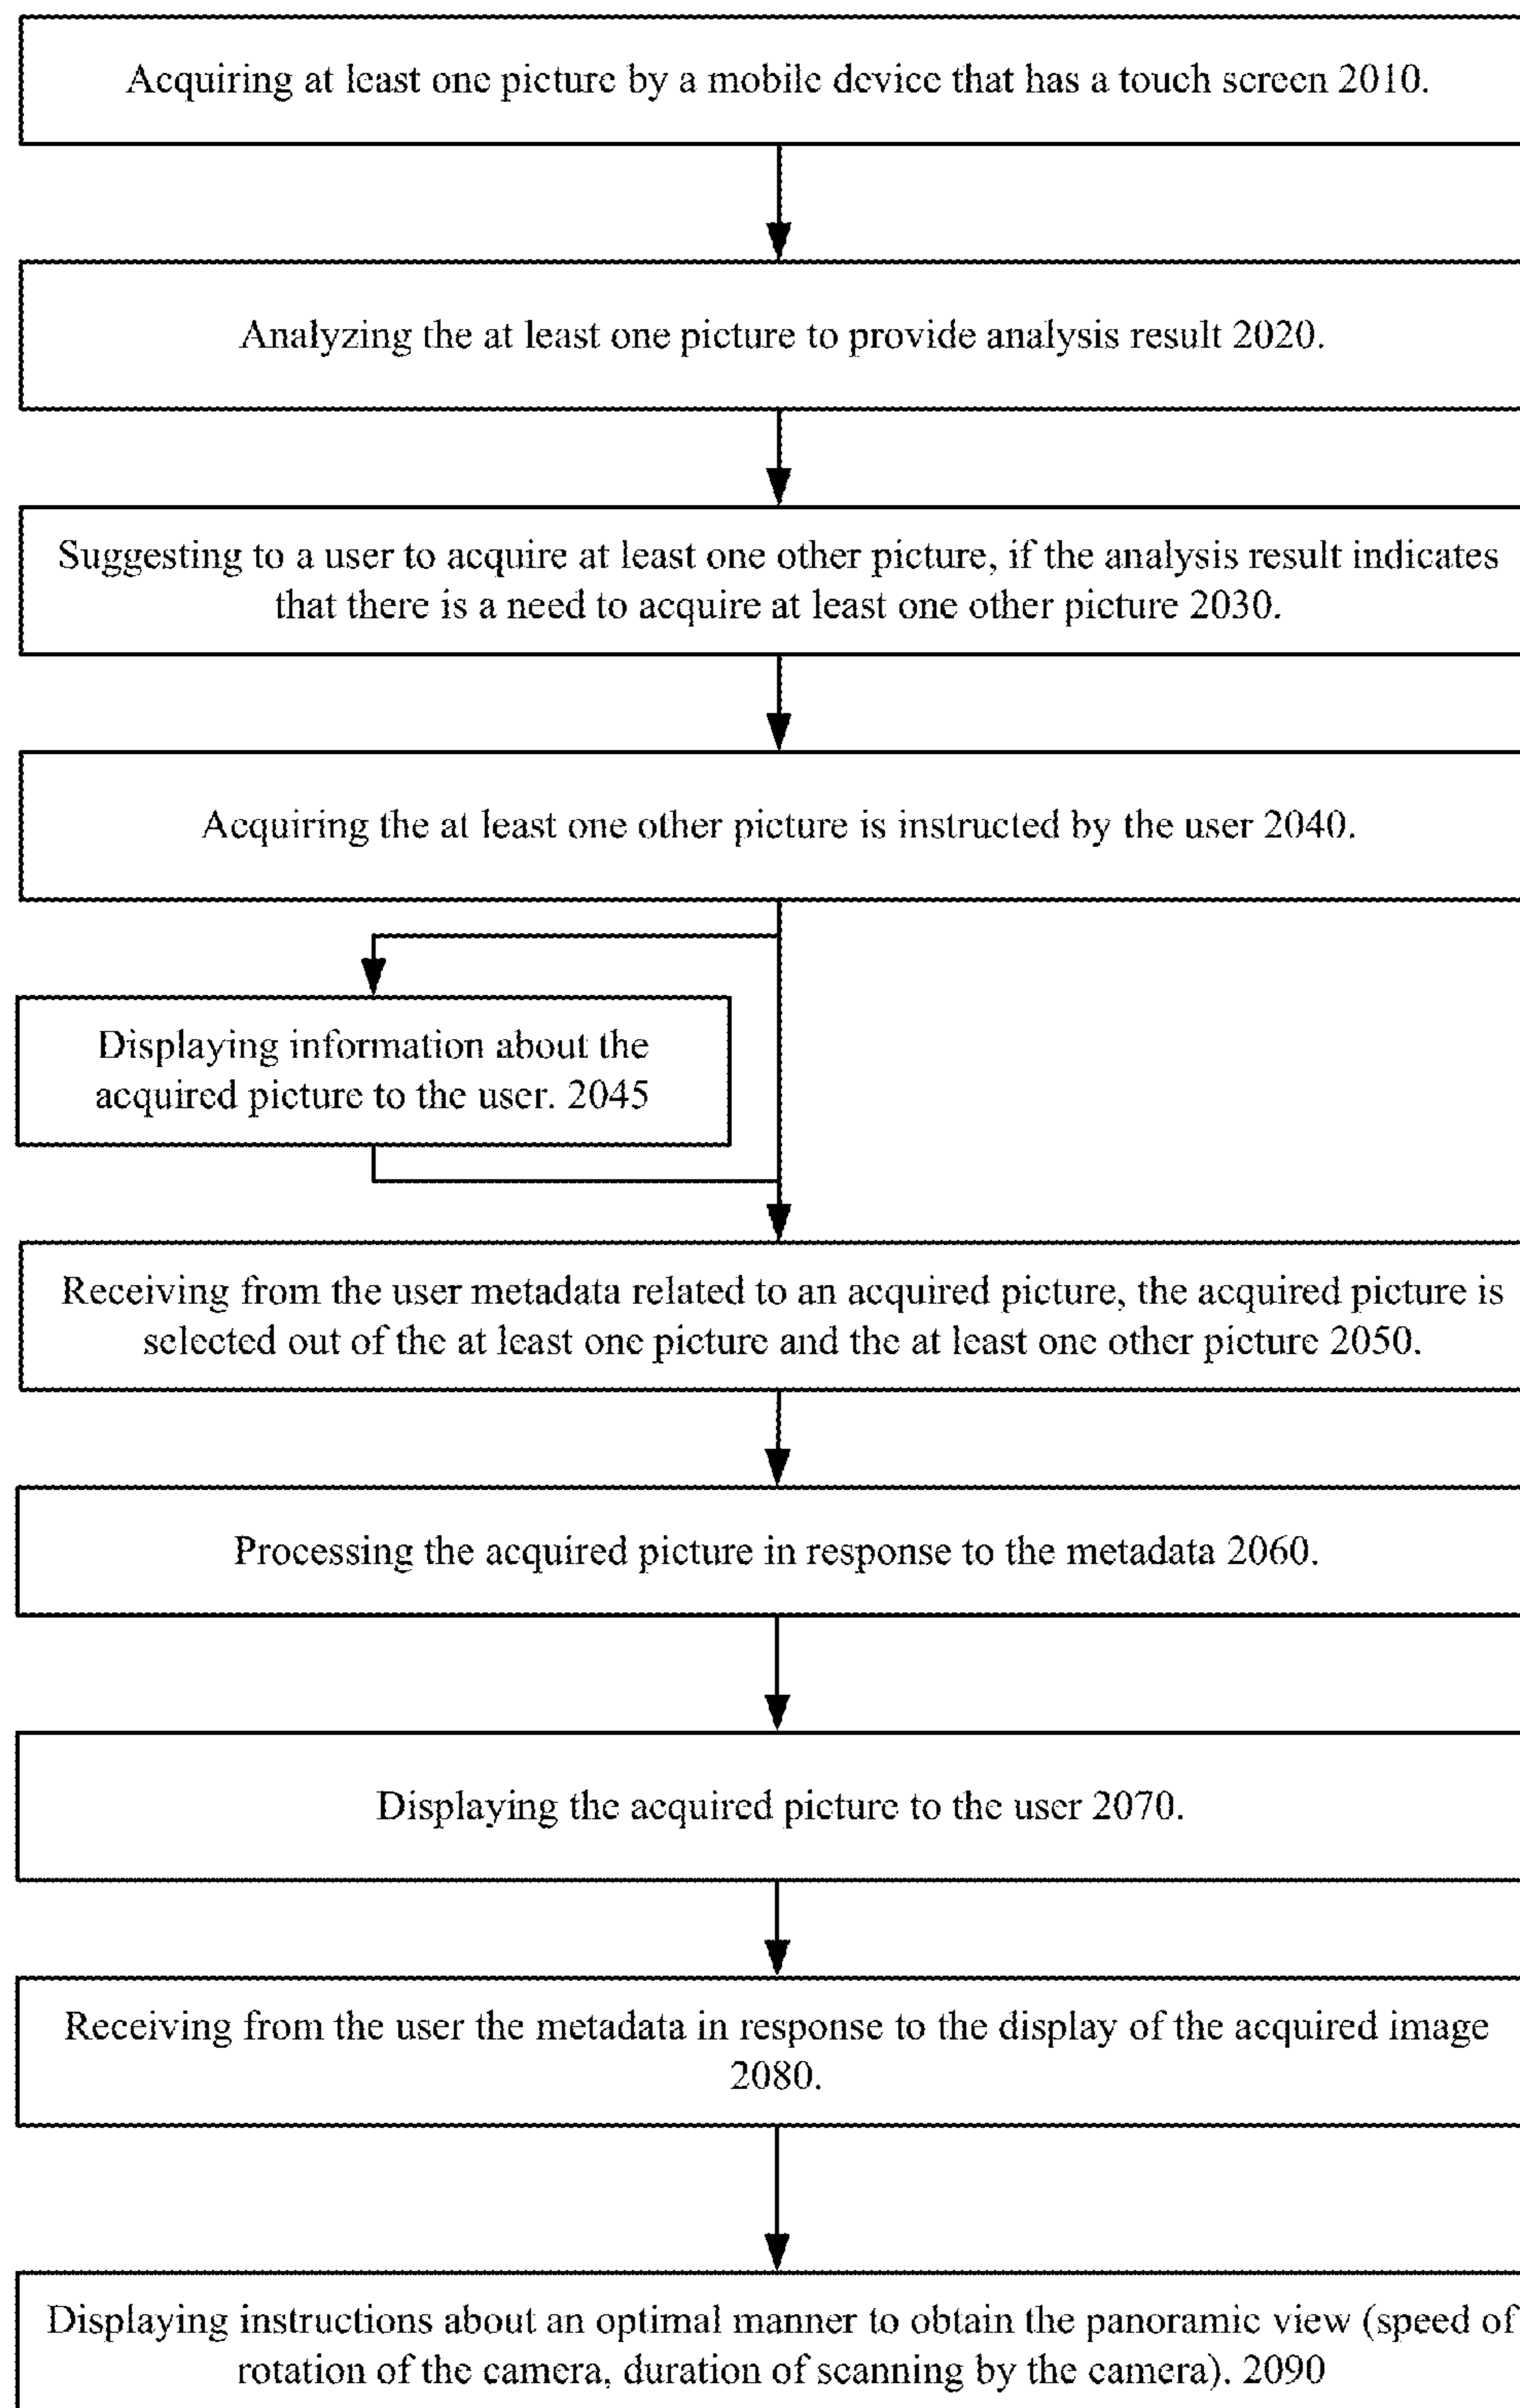 Acquiring at least one picture by a mobile device that has a touch screen 2010.
Analyzing the at least one picture to provide analysis result 2020.
Suggesting to a user to acquire at least one other picture, if the analysis result indicates
that there is a need to acquire at least one other picture 2030.
Acquiring the at least one other picture is instructed by the user 2040.
Displaying information about the
acquired picture to the user. 2045
Receiving from the user metadata related to an acquired picture, the acquired picture is
selected out of the at least one picture and the at least one other picture 2050.
Processing the acquired picture in response to the metadata 2060.
Displaying the acquired picture to the user 2070.
Receiving from the user the metadata in response to the display of the acquired image
2080.
Displaying instructions about an optimal manner to obtain the panoramic view (speed of
rotation of the camera, duration of scanning by the camera). 2090